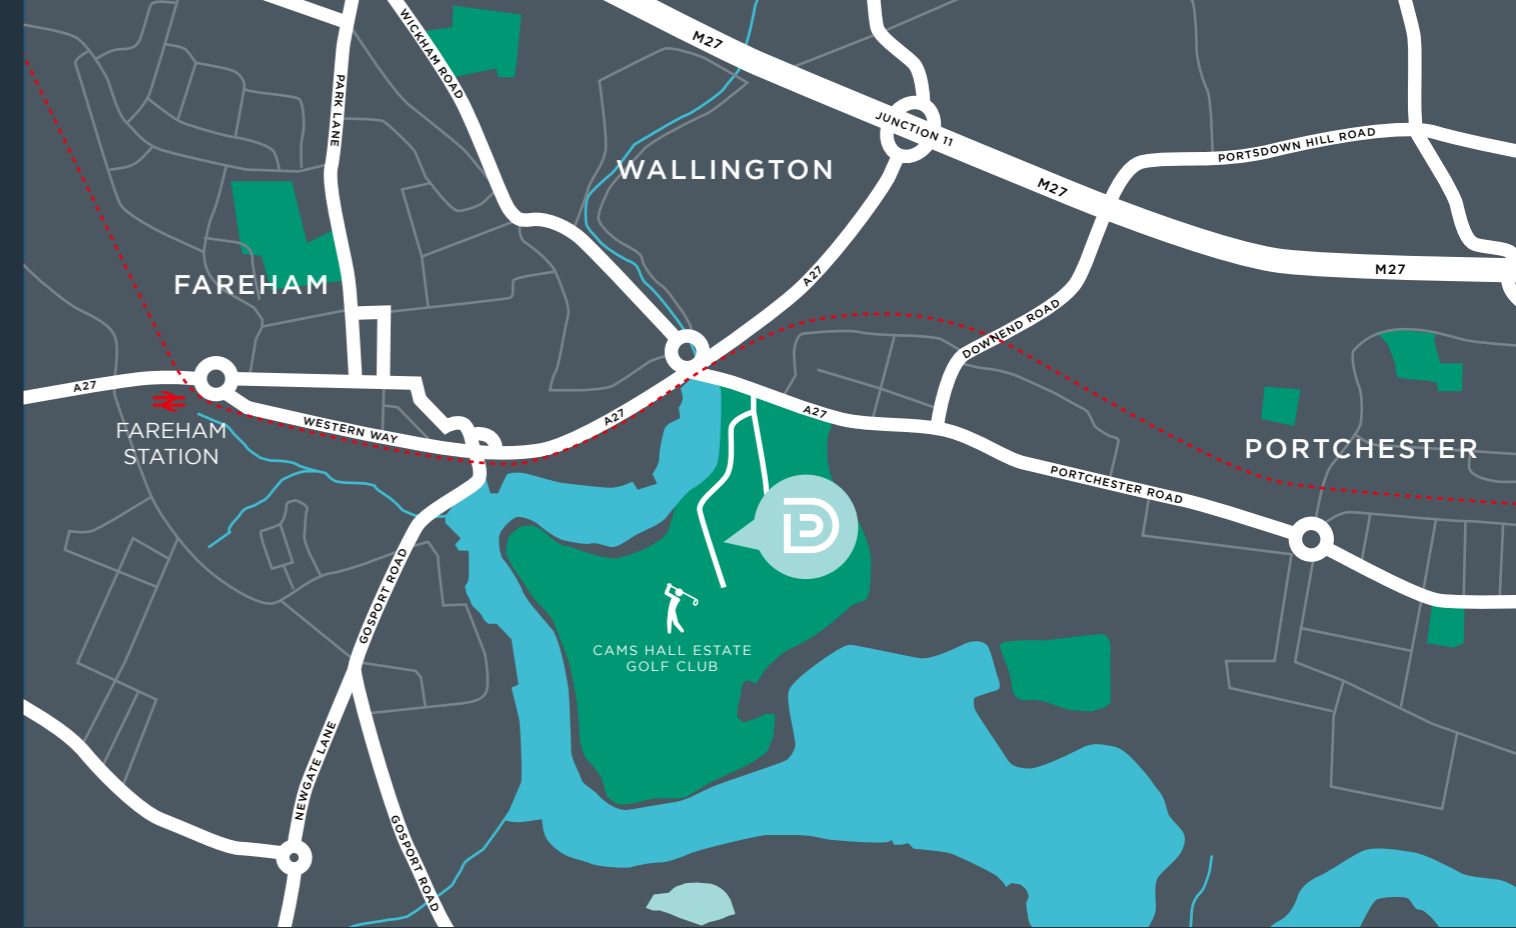 WICKHAM ROAD
M27
PARK LANE
JUNCTION 11
PORTSDOWN HILL ROAD
WALLINGTON
M27
FAREHAM
A27
M27
DOWNEND ROAD
A27
A27
A27
WESTERN WAY
FAREHAM
STATION
PORTCHESTER
PORTCHESTER ROAD
D
GOSPORT ROAD
CAMS HALL ESTATE
GOLF CLUB
NEWGATE LANE
GOSPORT ROAD